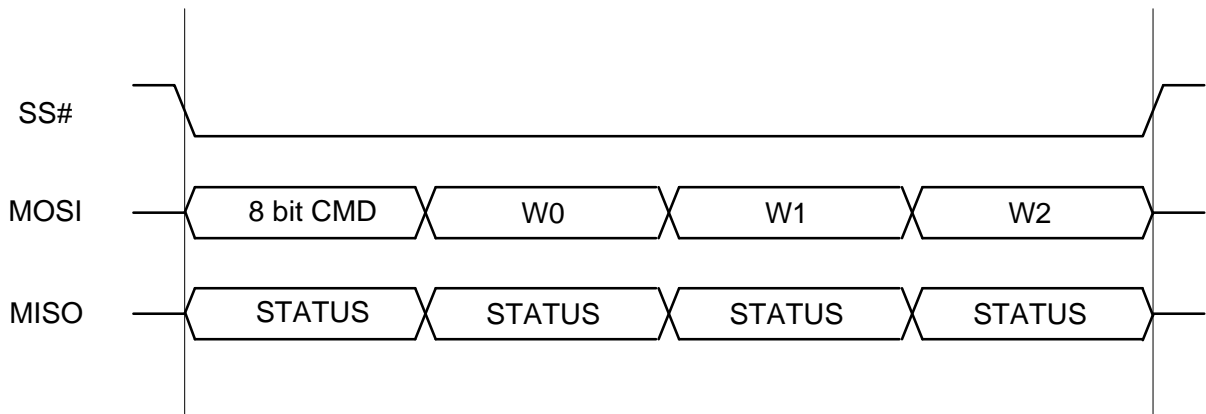 SS#
MOSI 8 bit CMD W0 W1 W2
MISO STATUS STATUS STATUS STATUS